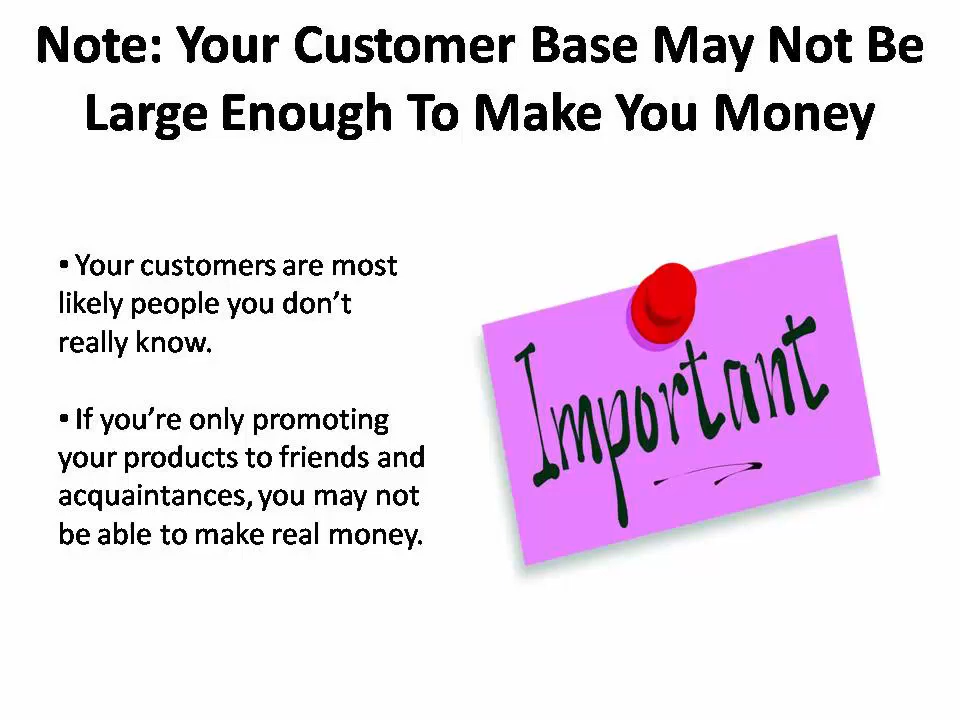 Note: Your Customer Base May Not Be
Large Enough To Make You Money
• Your customers are most
likely people you don’t
really know.
• If you’re only promoting
your products to friends and
acquaintances, you may not
be able to make real money.
Important